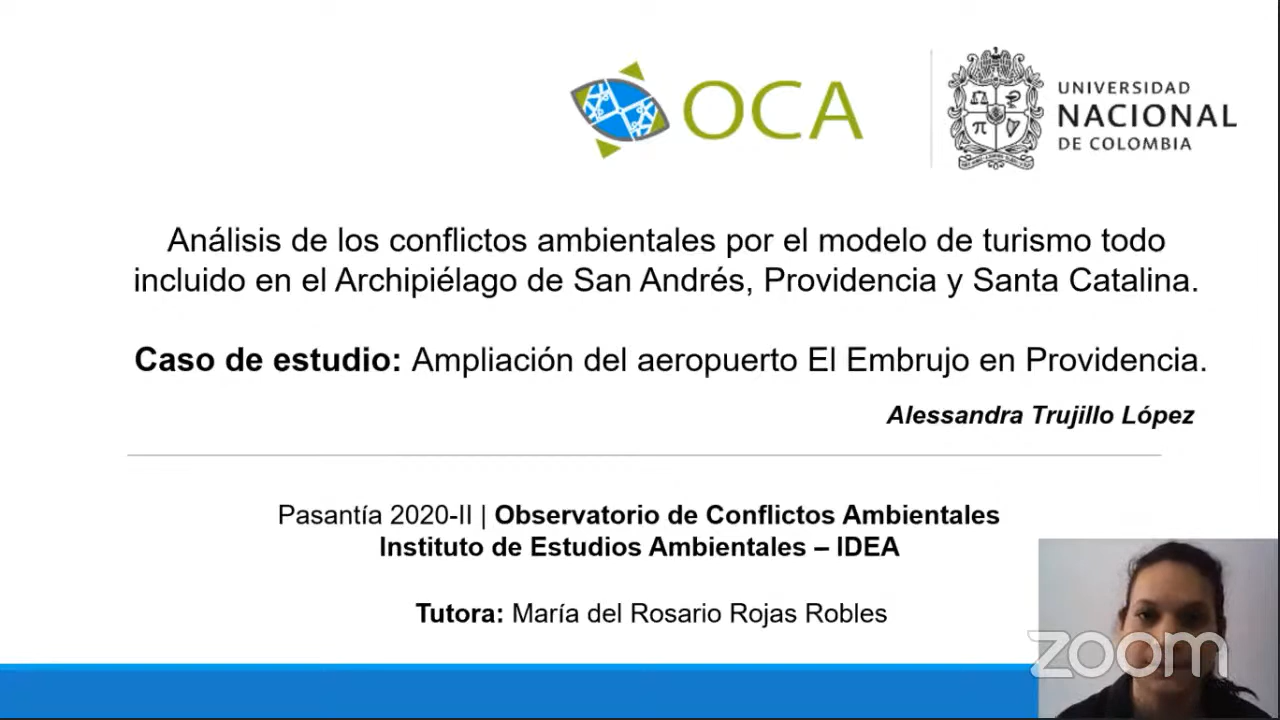 OCA
UNIVERSIDAD
NACIONAL
DE COLOMBIA
Análisis de los conflictos ambientales por el modelo de turismo todo
incluido en el Archipiélago de San Andrés, Providencia y Santa Catalina.
Caso de estudio: Ampliación del aeropuerto El Embrujo en Providencia.
Alessandra Trujillo López
Pasantía 2020-II | Observatorio de Conflictos Ambientales
Instituto de Estudios Ambientales – IDEA
Tutora: María del Rosario Rojas Robles
zoom